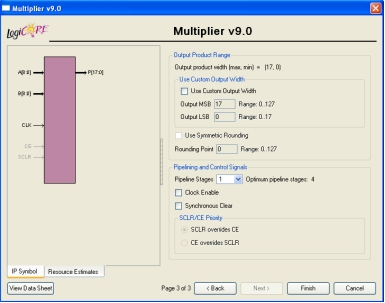 Multiplier v9.0
LogiCORE
Multiplier v9.0
A[8:0]
P[17:0]
B[8:0]
CLK
CE
SCLR
Output Product Range
Output product width (max, min) = (17, 0)
Use Custom Output Width
Use Custom Output Width
Output MSB 17 Range: 0..127
Output LSB 0 Range: 0..17
Use Symmetric Rounding
Rounding Point 0 Range: 0..127
Pipelining and Control Signals
Pipeline Stages 1 Optimum pipeline stages: 4
Clock Enable
Synchronous Clear
SCLR/CE Priority
SCLR overrides CE
CE overrides SCLR
IP Symbol Resource Estimates
View Data Sheet Page 3 of 3 < Back Next > Finish Cancel